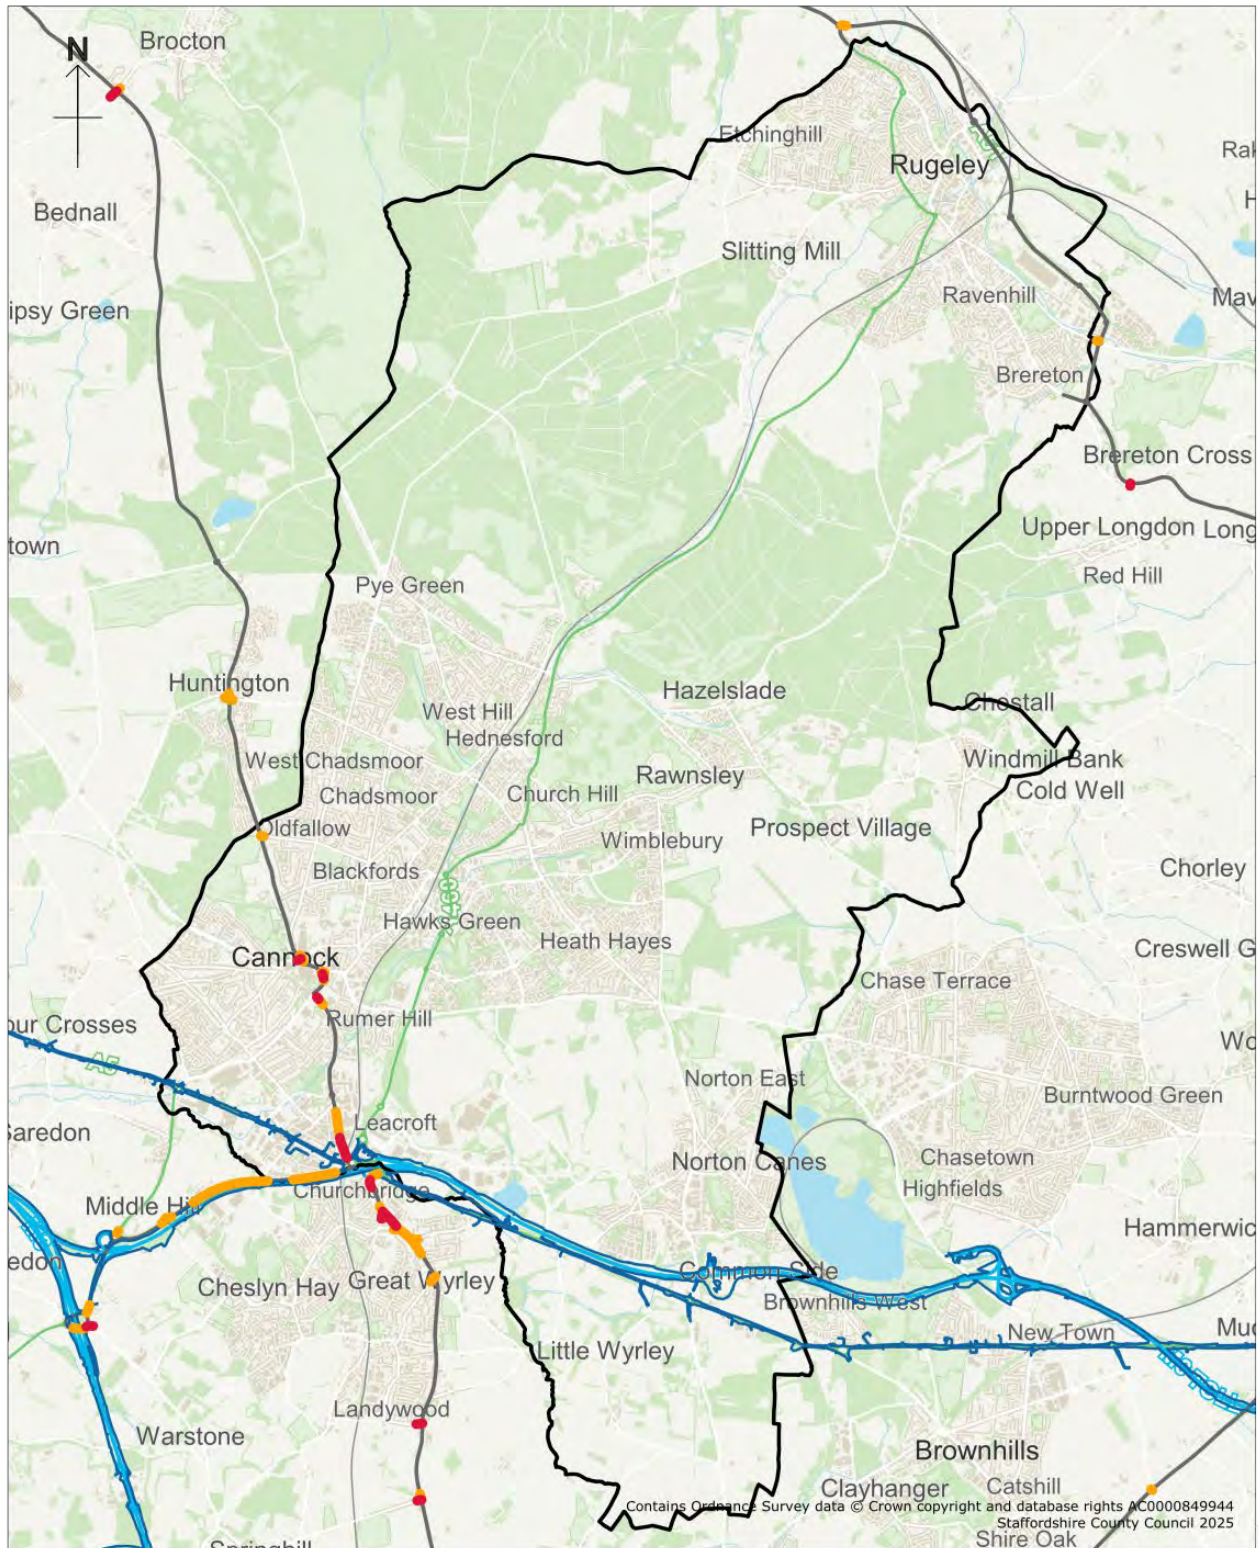 N
Brocton
Etchinghill
Rugeley
Bednall
Slitting Mill
Ravenhill
ipsy Green
Brereton
Brereton Cross
Upper Longdon
Long
town
Red Hill
Pye Green
Huntington
Hazelslade
Chestall
West Hill
Hednesford
West Chadsmoor
Windmill Bank
Rawnsley
Cold Well
Chadsmoor
Church Hill
Oldfallow
Wimblebury
Prospect Village
Blackfords
Chorley
A460
Hawks Green
Heath Hayes
Cannock
Creswell G
Chase Terrace
our Crosses
Rumer Hill
A5
Norton East
Burntwood Green
Saredon
Leacroft
Norton Canes
Chasetown
Churchbridge
Highfields
Middle Hill
Hammerwic
edon
Cheslyn Hay
Great Wyrley
Common Side
Brownhills West
New Town
Little Wyrley
Landywood
Warstone
Brownhills
Clayhanger
Catshill
Contains Ordnance Survey data © Crown copyright and database rights AC0000849944
Staffordshire County Council 2025
Shire Oak
Springhill